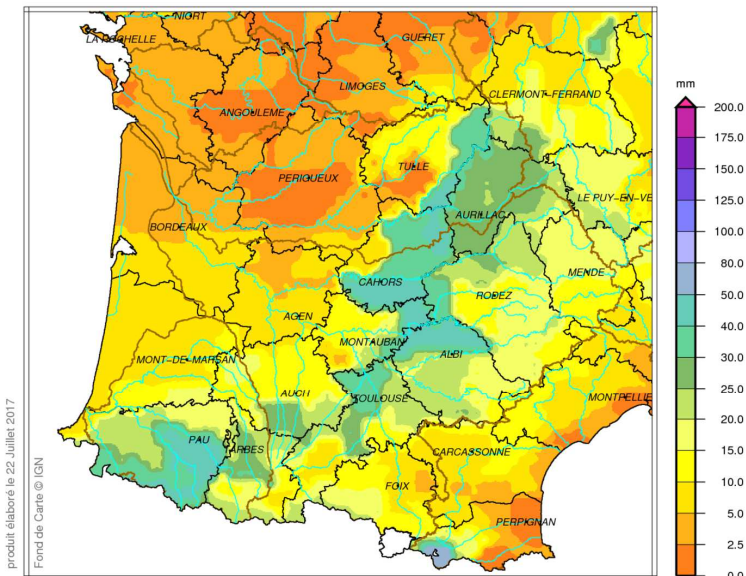 NIORT
LA ROCHELLE
GUERET
LIMOGES
CLERMONT-FERRAND
ANGOULEME
TULLE
PERIGUEUX
LE PUY-EN-VE
AURILLAC
BORDEAUX
MENDE
CAHORS
RODEZ
AGEN
MONTAUBAN
ALBI
MONT-DE-MARSAN
AUCH
TOULOUSE
MONTPELLIE
PAU
TARBES
CARCASSONNE
FOIX
PERPIGNAN
mm
200.0
175.0
150.0
125.0
100.0
80.0
60.0
50.0
40.0
30.0
25.0
20.0
15.0
10.0
5.0
2.5
0.0
produit élaboré le 22 Juillet 2017
Fond de Carte © IGN